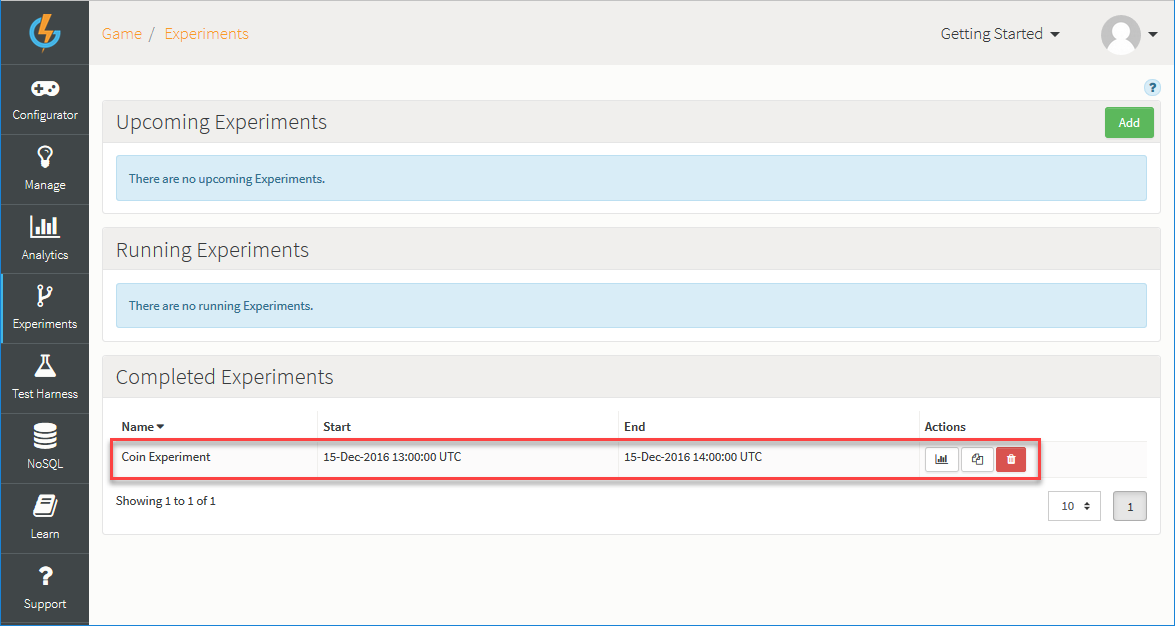 Game / Experiments
Getting Started
Configurator
Manage
Analytics
Experiments
Test Harness
NoSQL
Learn
Support
?
Upcoming Experiments
Add
There are no upcoming Experiments.
Running Experiments
There are no running Experiments.
Completed Experiments
Name Start End Actions
Coin Experiment 15-Dec-2016 13:00:00 UTC 15-Dec-2016 14:00:00 UTC
Showing 1 to 1 of 1
10 1